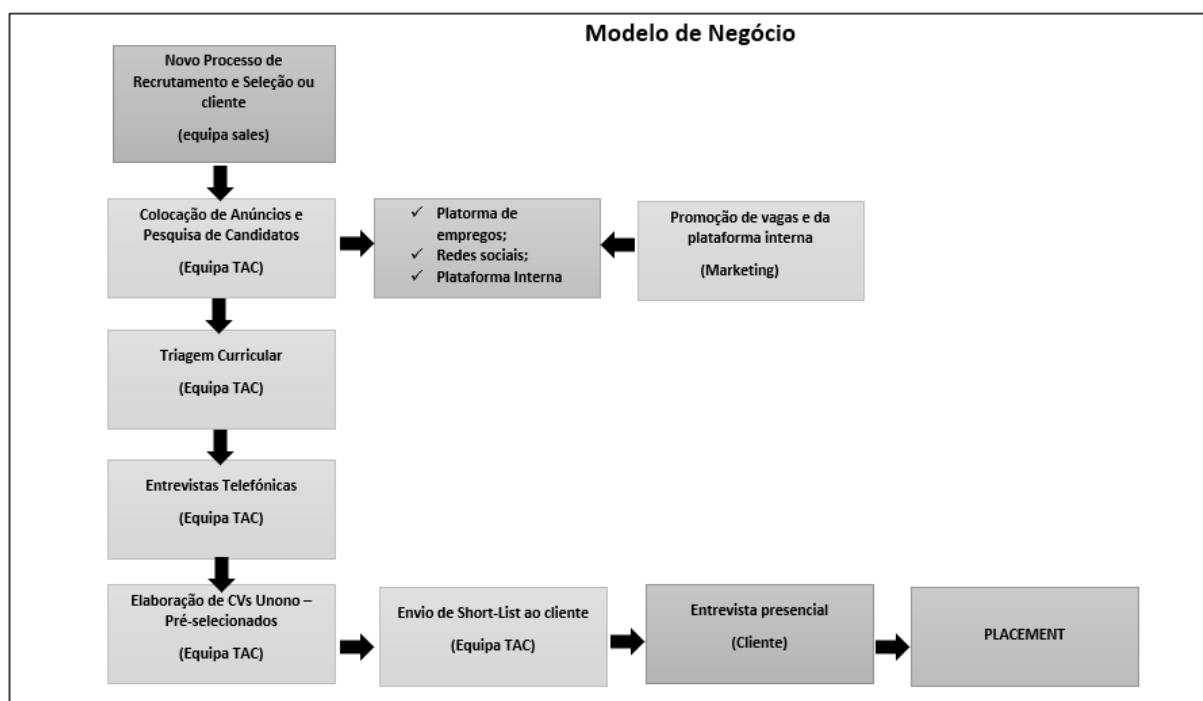 Modelo de Negócio
Novo Processo de
Recrutamento e Seleção ou
cliente
(equipa sales)
Colocação de Anúncios e
Pesquisa de Candidatos
(Equipa TAC)
✓ Platorma de
empregos;
✓ Redes sociais;
✓ Plataforma Interna
Promoção de vagas e da
plataforma interna
(Marketing)
Triagem Curricular
(Equipa TAC)
Entrevistas Telefónicas
(Equipa TAC)
Elaboração de CVs Unono –
Pré-selecionados
(Equipa TAC)
Envio de Short-List ao cliente
(Equipa TAC)
Entrevista presencial
(Cliente)
PLACEMENT